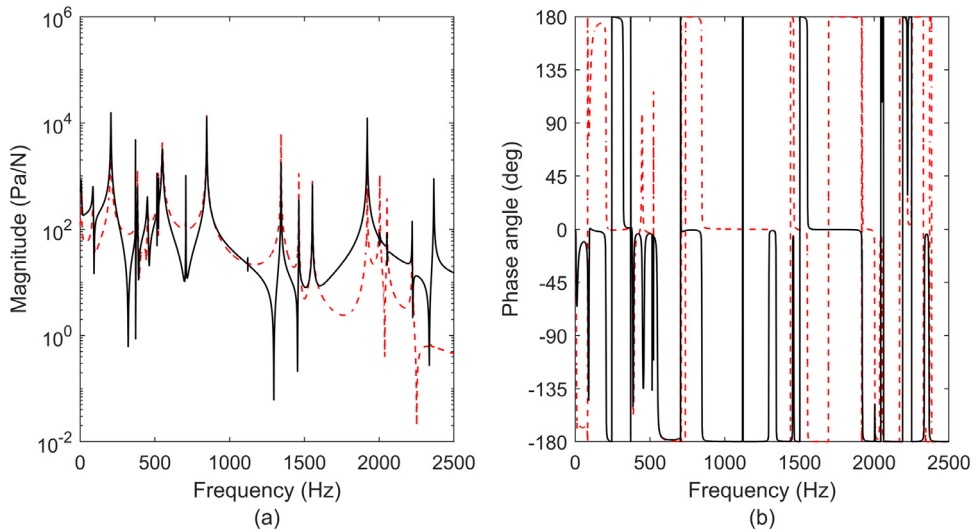 10^6
10^4
10^2
10^0
10^-2
Magnitude (Pa/N)
0 500 1000 1500 2000 2500
Frequency (Hz)
(a)
180
135
90
45
0
-45
-90
-135
-180
Phase angle (deg)
0 500 1000 1500 2000 2500
Frequency (Hz)
(b)